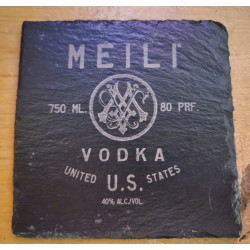 MEILI
750 ML. 80 PRF.
VODKA
UNITED STATES
U.S.
40% ALC./VOL.